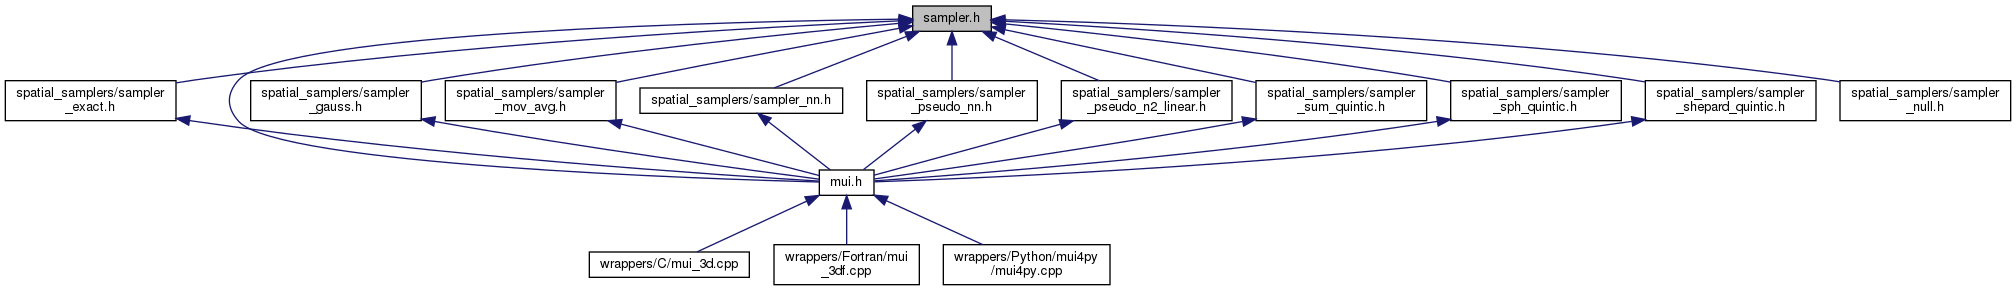 sampler.h
spatial_samplers/sampler
_exact.h
spatial_samplers/sampler
_gauss.h
spatial_samplers/sampler
_mov_avg.h
spatial_samplers/sampler_nn.h
spatial_samplers/sampler
_pseudo_nn.h
spatial_samplers/sampler
_pseudo_n2_linear.h
spatial_samplers/sampler
_sum_quintic.h
spatial_samplers/sampler
_sph_quintic.h
spatial_samplers/sampler
_shepard_quintic.h
spatial_samplers/sampler
_null.h
mui.h
wrappers/C/mui_3d.cpp
wrappers/Fortran/mui
_3df.cpp
wrappers/Python/mui4py
/mui4py.cpp